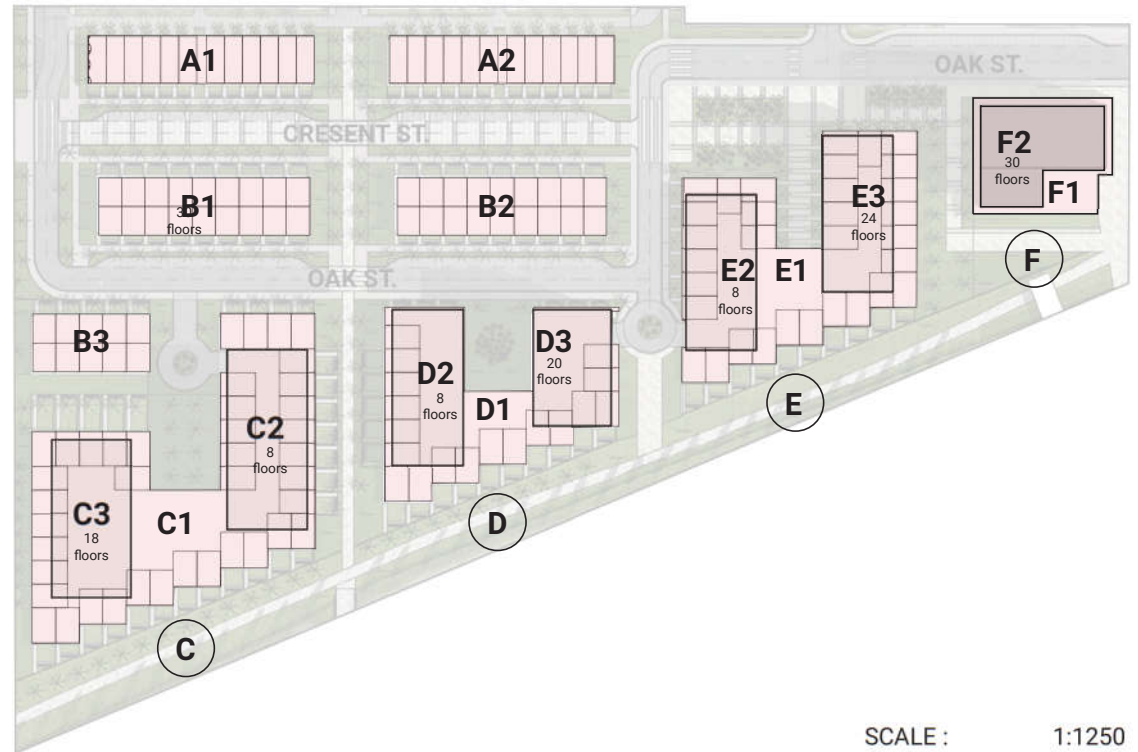 A1
A2
OAK ST.
CRESENT ST.
F2
30
floors
F1
B1
floors
B2
E3
24
floors
E2
8
floors
E1
F
OAK ST.
B3
D2
8
floors
D3
20
floors
D1
E
C2
8
floors
C3
18
floors
C1
D
C
SCALE :	1:1250